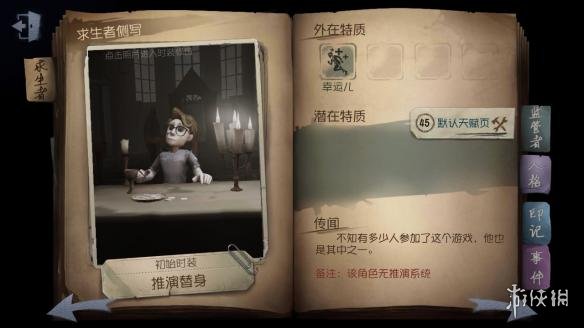 求生者侧写
点击照片进入时装背包
求生者
初始时装
推演替身
外在特质
幸运儿
潜在特质
45 默认天赋页
传闻
不知有多少人参加了这个游戏，他也
是其中之一。
备注：该角色无推演系统
监管者
人格
印记
事件
游侠网